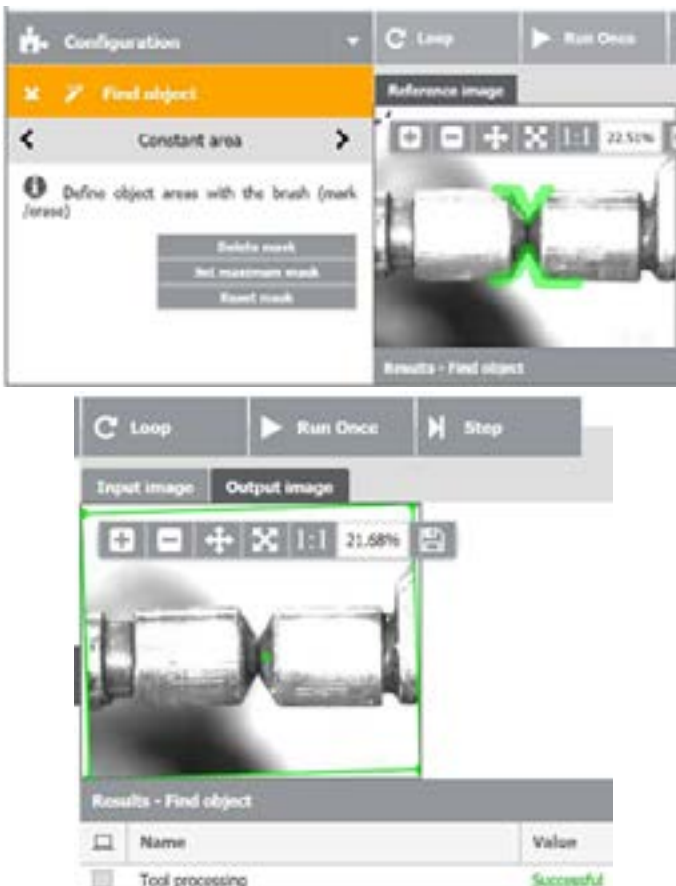 Configuration
Loop
Run Once
Find object
Reference image
Constant area
1:1
22.51%
Define object areas with the brush (mark
/erase)
Delete mask
Set maximum mask
Reset mask
Results - Find object
Loop
Run Once
Step
Input image
Output image
1:1
21.68%
Results - Find object
Name
Value
Tool processing
Successful